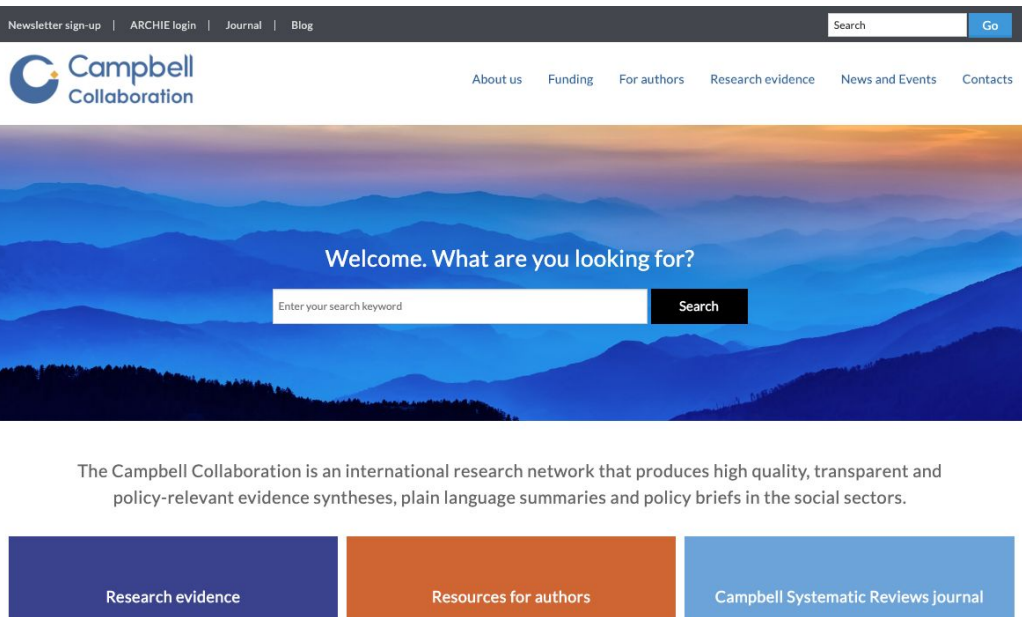 Newsletter sign-up | ARCHIE login | Journal | Blog
Search
Go
Campbell
Collaboration
About us
Funding
For authors
Research evidence
News and Events
Contacts
Welcome. What are you looking for?
Enter your search keyword
Search
The Campbell Collaboration is an international research network that produces high quality, transparent and
policy-relevant evidence syntheses, plain language summaries and policy briefs in the social sectors.
Research evidence
Resources for authors
Campbell Systematic Reviews journal